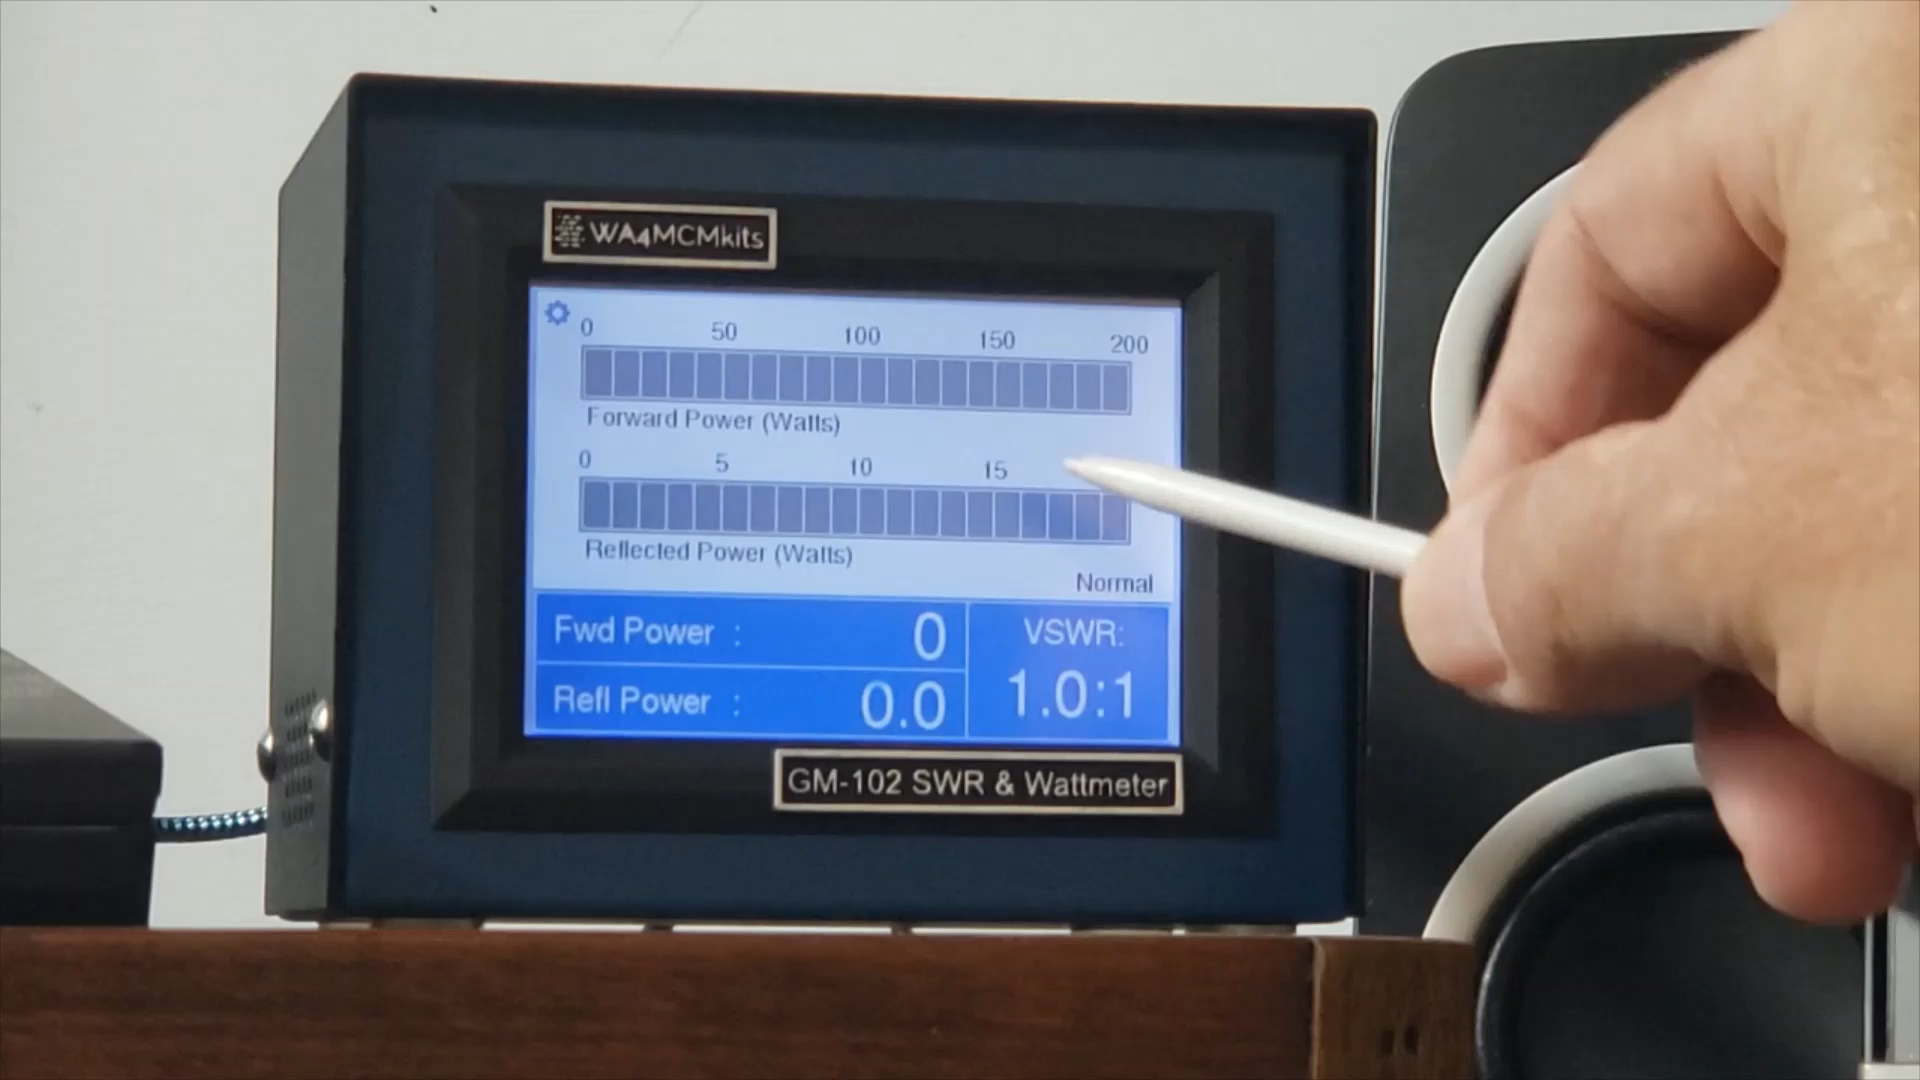 WA4MCMkits
0 50 100 150 200
Forward Power (Watts)
0 5 10 15
Reflected Power (Watts)
Normal
Fwd Power : 0
Refl Power : 0.0
VSWR:
1.0:1
GM-102 SWR & Wattmeter